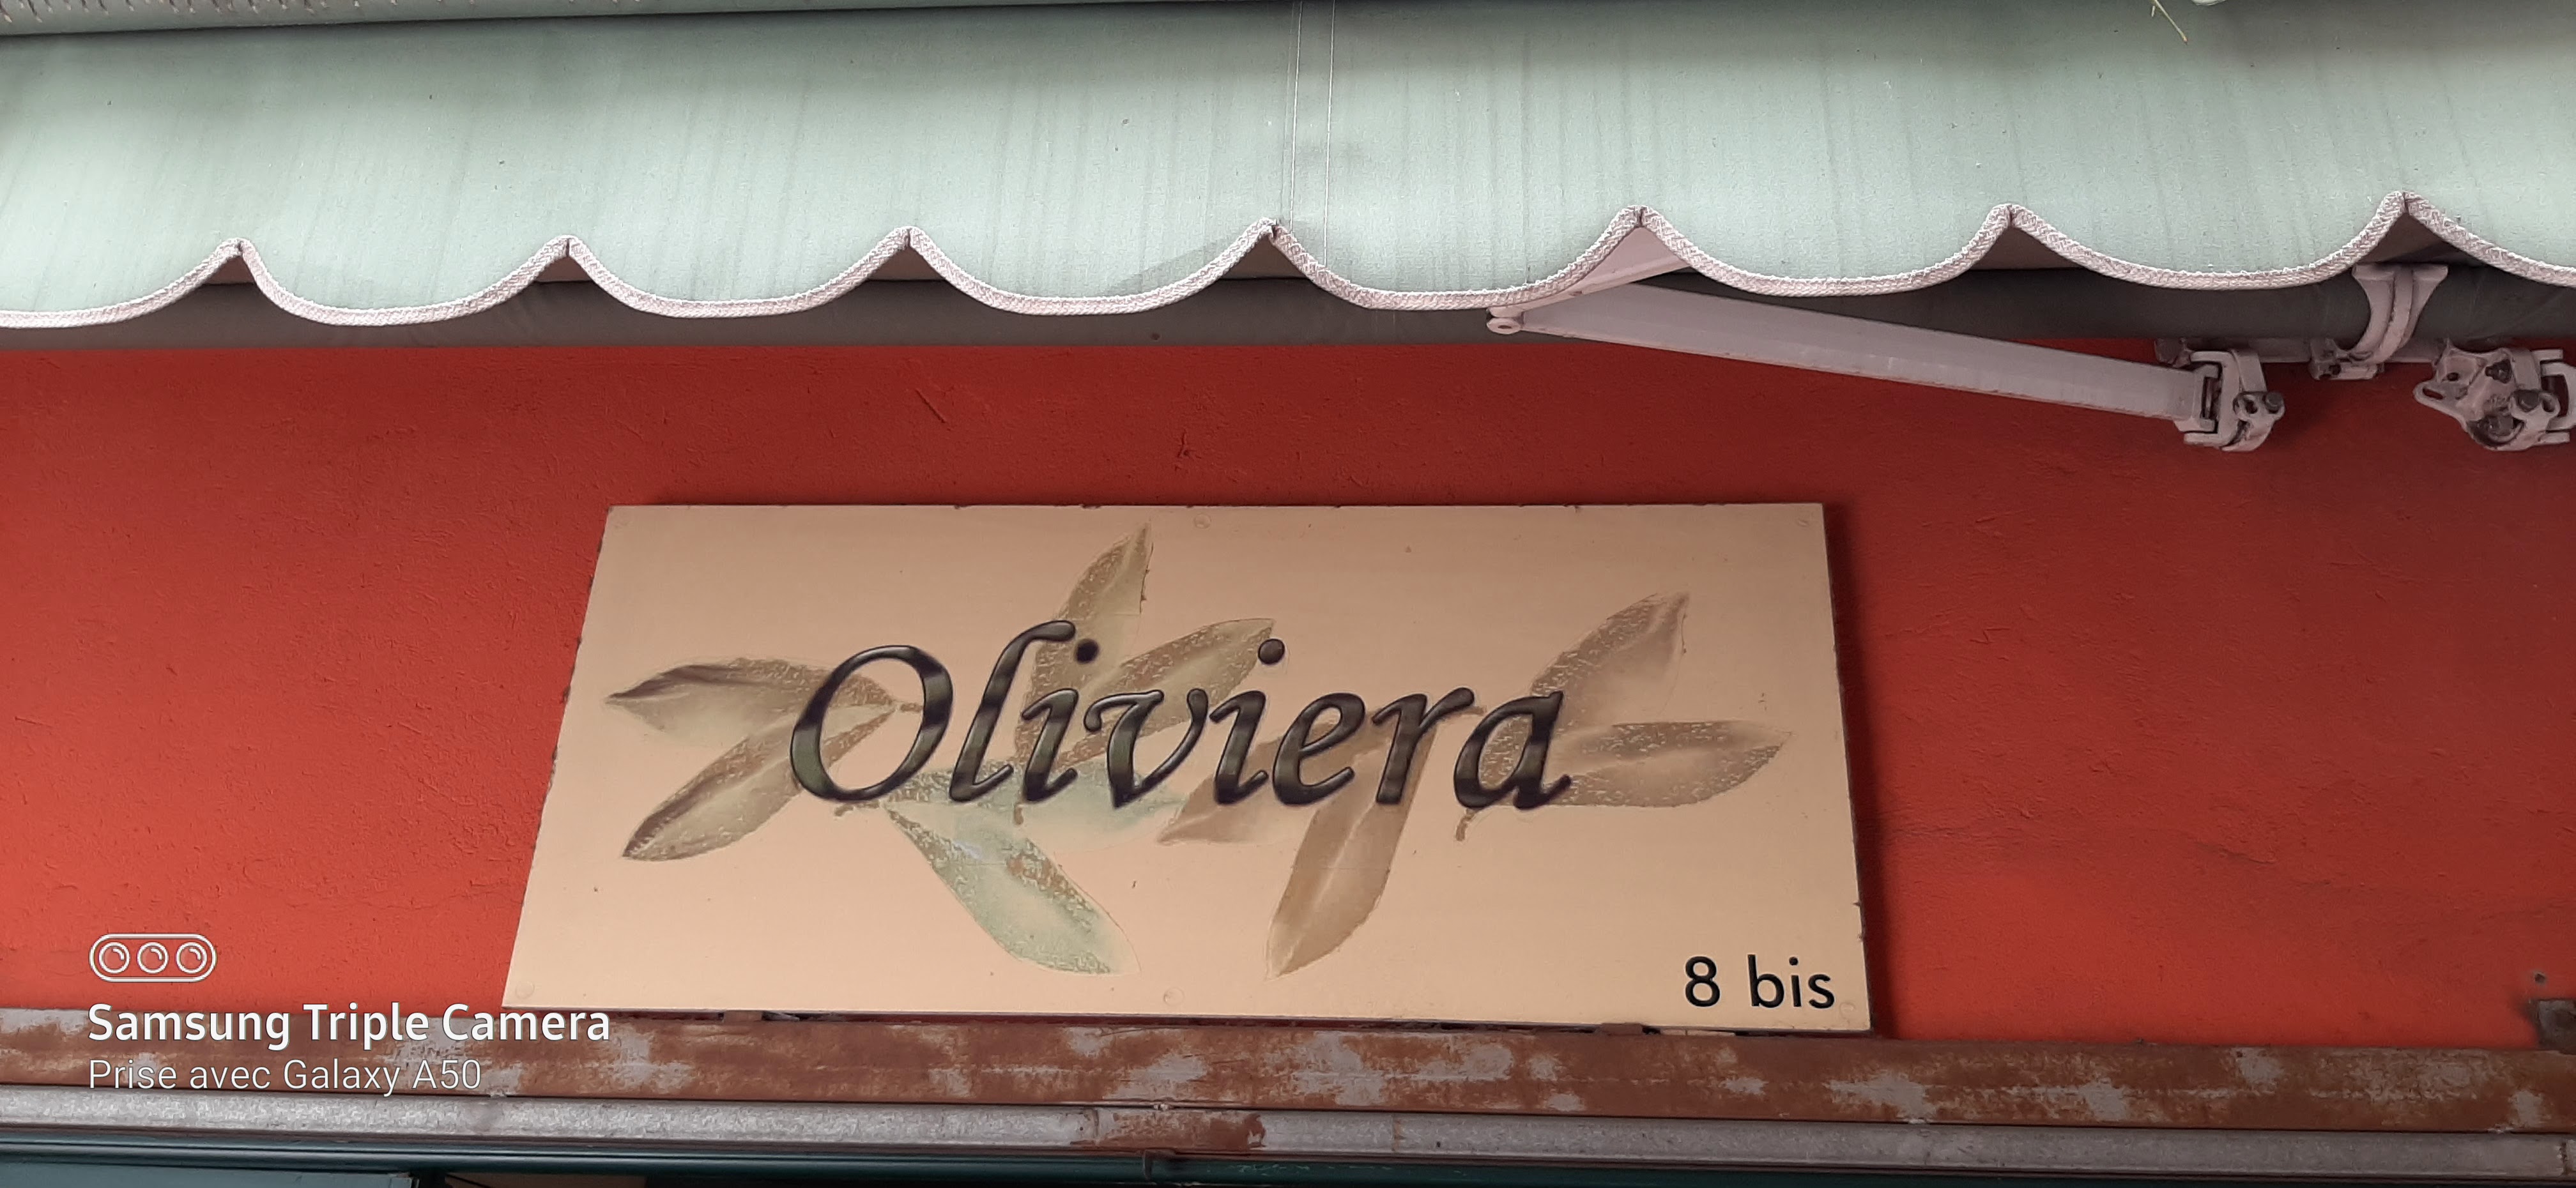 Oliviera
8 bis
Samsung Triple Camera
Prise avec Galaxy A50